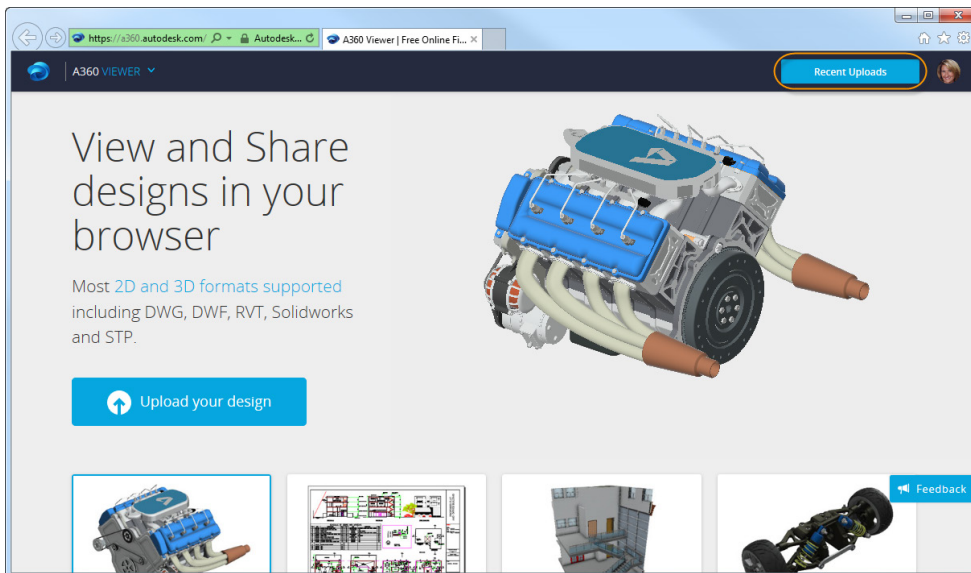 https://a360.autodesk.com/
Autodesk...
A360 Viewer | Free Online Fi...
A360 VIEWER
Recent Uploads
View and Share
designs in your
browser
Most 2D and 3D formats supported
including DWG, DWF, RVT, Solidworks
and STP.
Upload your design
Feedback